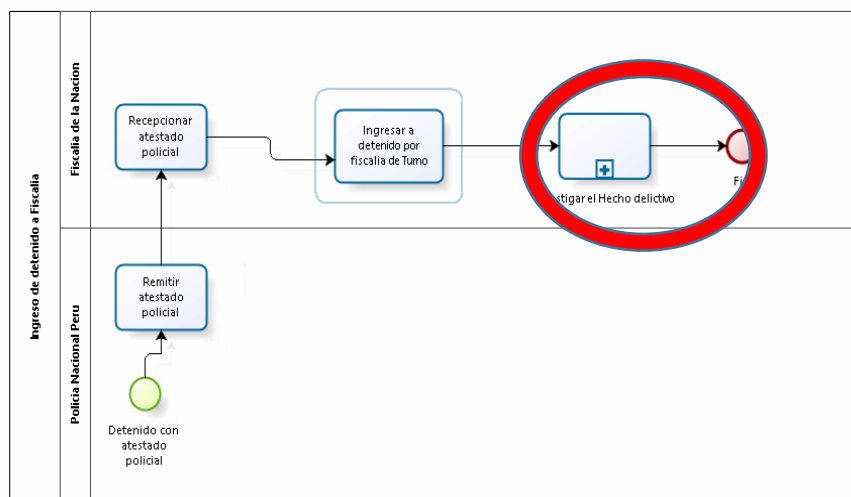 Ingreso de detenido a Fiscalia
Fiscalia de la Nacion
Recepcionar
atestado
policial
Ingresar a
detenido por
fiscalia de Turno
stigar el Hecho delictivo
Fi
Policia Nacional Peru
Remitir
atestado
policial
Detenido con
atestado
policial